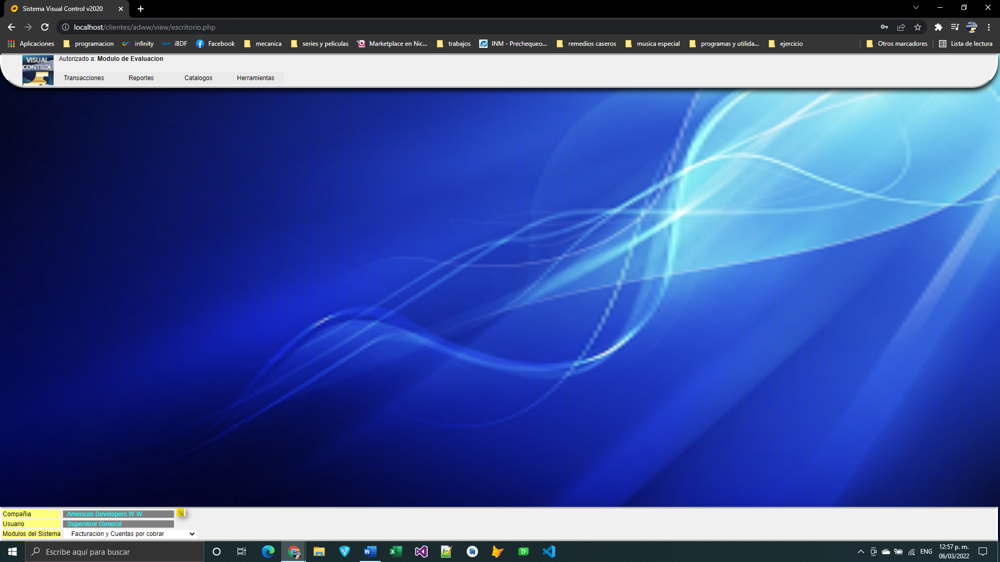 Sistema Visual Control v2020
localhost/clientes/adww/view/escritorio.php
Aplicaciones programacion infinity iBDF Facebook mecanica series y peliculas Marketplace en Nic... trabajos INM - Prechequeo... remedios caseros musica especial programas y utilida... ejercicio Otros marcadores Lista de lectura
VISUAL
CONTROL
Autorizado a: Modulo de Evaluacion
Transacciones Reportes Catalogos Herramientas
Compañia American Developers W W
Usuario Supervisor General
Modulos del Sistema Facturacion y Cuentas por cobrar
Escribe aquí para buscar
ENG
12:57 p. m.
06/03/2022